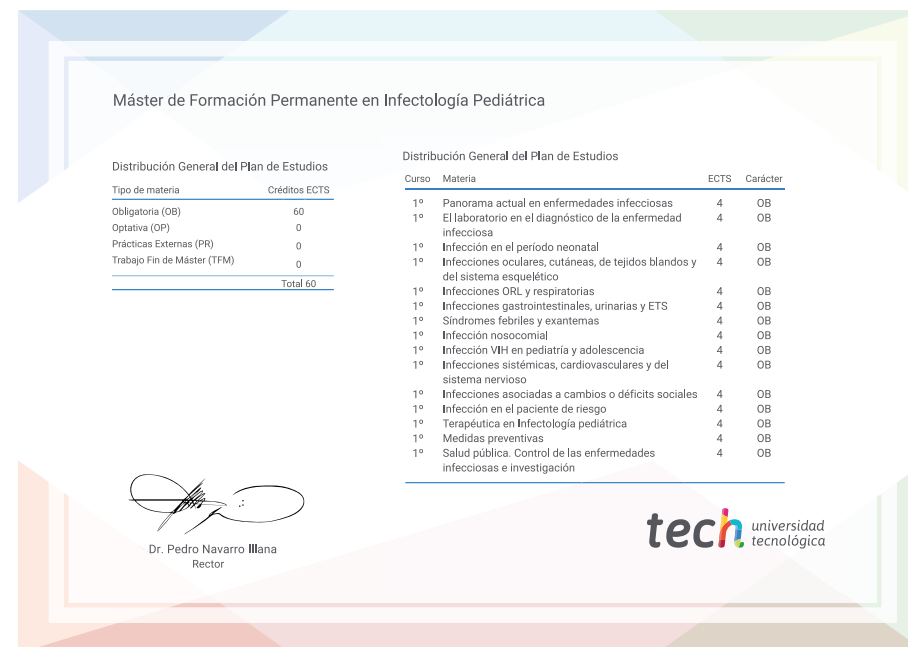 Máster de Formación Permanente en Infectología Pediátrica
Distribución General del Plan de Estudios
Tipo de materia Créditos ECTS
Obligatoria (OB) 60
Optativa (OP) 0
Prácticas Externas (PR) 0
Trabajo Fin de Máster (TFM) 0
Total 60
Distribución General del Plan de Estudios
Curso Materia ECTS Carácter
1º Panorama actual en enfermedades infecciosas 4 OB
1º El laboratorio en el diagnóstico de la enfermedad 4 OB
infecciosa
1º Infección en el período neonatal 4 OB
1º Infecciones oculares, cutáneas, de tejidos blandos y 4 OB
del sistema esquelético
1º Infecciones ORL y respiratorias 4 OB
1º Infecciones gastrointestinales, urinarias y ETS 4 OB
1º Síndromes febriles y exantemas 4 OB
1º Infección nosocomial 4 OB
1º Infección VIH en pediatría y adolescencia 4 OB
1º Infecciones sistémicas, cardiovasculares y del 4 OB
sistema nervioso
1º Infecciones asociadas a cambios o déficits sociales 4 OB
1º Infección en el paciente de riesgo 4 OB
1º Terapéutica en Infectología pediátrica 4 OB
1º Medidas preventivas 4 OB
1º Salud pública. Control de las enfermedades 4 OB
infecciosas e investigación
Dr. Pedro Navarro Illana
Rector
tech universidad
tecnológica